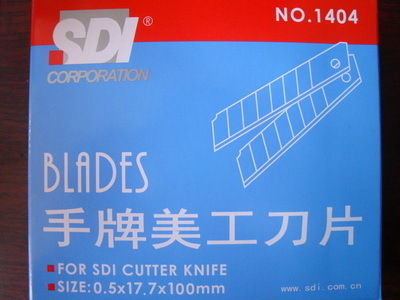 SDI®
NO.1404
CORPORATION
BLADES
手牌美工刀片
FOR SDI CUTTER KNIFE
SIZE: 0.5x17.7x100mm
www.sdi.com.cn